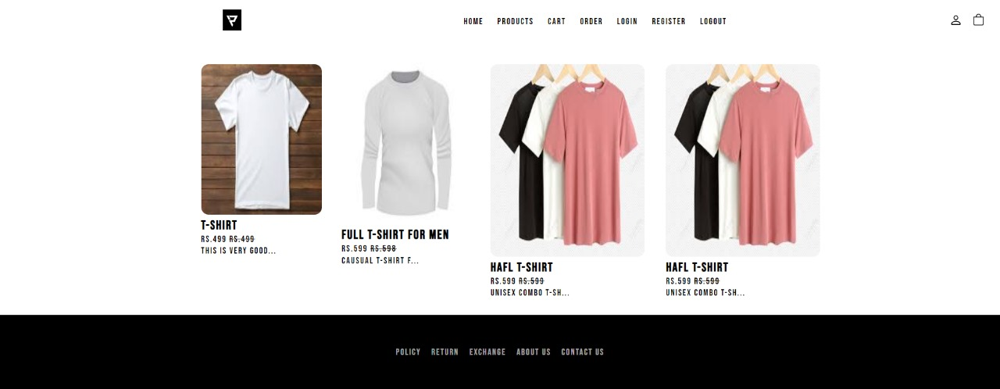 HOME PRODUCTS CART ORDER LOGIN REGISTER LOGOUT
T-SHIRT
RS.499 RS.499
THIS IS VERY GOOD...
FULL T-SHIRT FOR MEN
RS.599 RS.598
CAUSUAL T-SHIRT F...
HAFL T-SHIRT
RS.599 RS.599
UNISEX COMBO T-SH...
HAFL T-SHIRT
RS.599 RS.599
UNISEX COMBO T-SH...
POLICY RETURN EXCHANGE ABOUT US CONTACT US